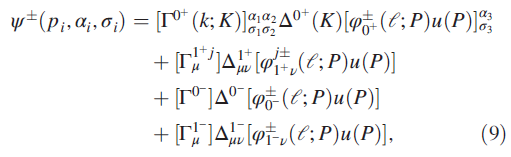 ψ^±(p_i, α_i, σ_i) = [Γ^{0^+}(k; K)]^{α_1 α_2}_{σ_1 σ_2} Δ^{0^+}(K)[φ^±_{0^+}(ℓ; P)u(P)]^{α_3}_{σ_3}
+ [Γ^{1^+ j}_μ]Δ^{1^+}_{μν}[φ^{j±}_{1^+ ν}(ℓ; P)u(P)]
+ [Γ^{0^-}]Δ^{0^-}[φ^±_{0^-}(ℓ; P)u(P)]
+ [Γ^{1^-}_μ]Δ^{1^-}_{μν}[φ^±_{1^- ν}(ℓ; P)u(P)], (9)